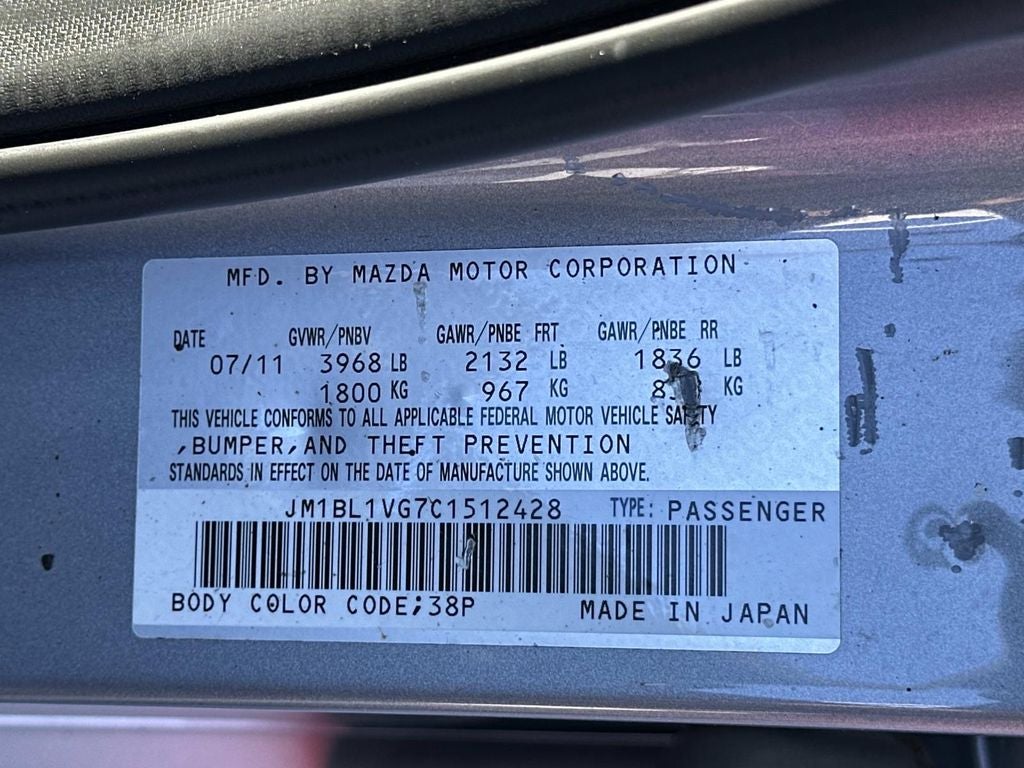 MFD. BY MAZDA MOTOR CORPORATION
DATE GVWR/PNBV GAWR/PNBE FRT GAWR/PNBE RR
07/11 3968 LB 2132 LB 1836 LB
1800 KG 967 KG KG
THIS VEHICLE CONFORMS TO ALL APPLICABLE FEDERAL MOTOR VEHICLE SAFETY
,BUMPER,AND THEFT PREVENTION
STANDARDS IN EFFECT ON THE DATE OF MANUFACTURE SHOWN ABOVE.
JM1BL1VG7C1512428 TYPE: PASSENGER
BODY COLOR CODE;38P MADE IN JAPAN